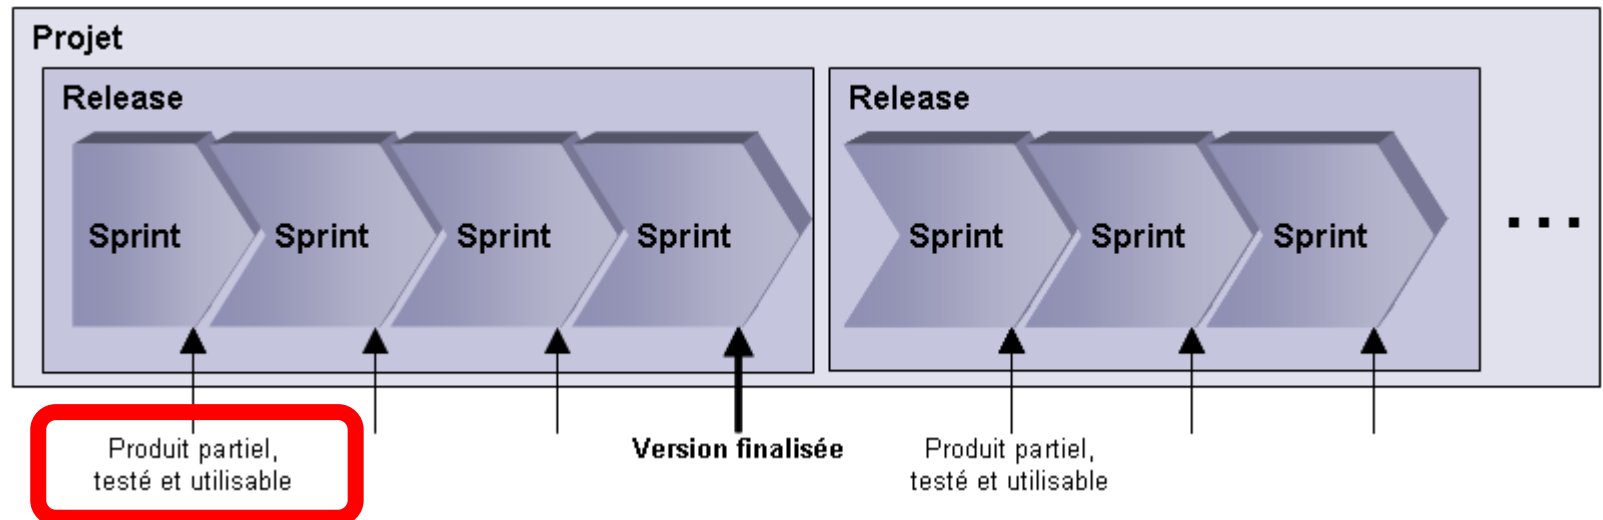 Projet
Release
Release
Sprint
Sprint
Sprint
Sprint
Sprint
Sprint
Sprint
...
Produit partiel,
testé et utilisable
Version finalisée
Produit partiel,
testé et utilisable